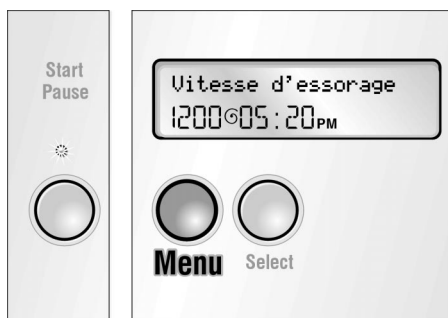 Start
Pause
Vitesse d'essorage
1200 05:20PM
Menu
Select